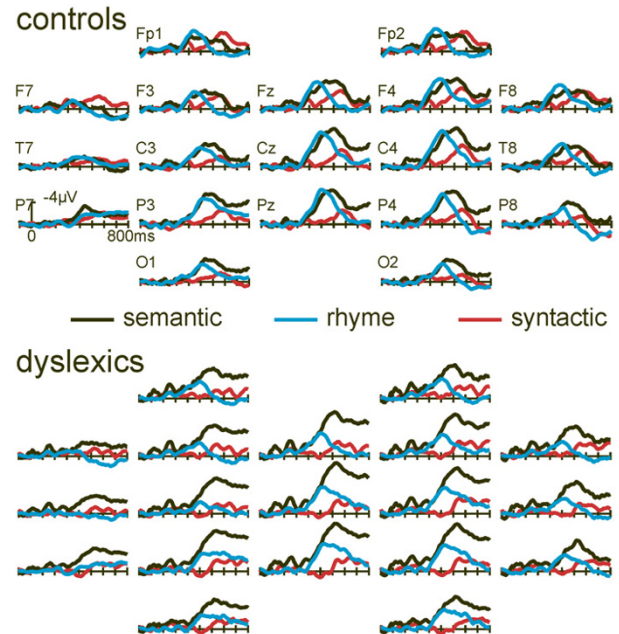 controls
Fp1 Fp2
F7 F3 Fz F4 F8
T7 C3 Cz C4 T8
P7 -4µV P3 Pz P4 P8
0 800ms
O1 O2
semantic rhyme syntactic
dyslexics